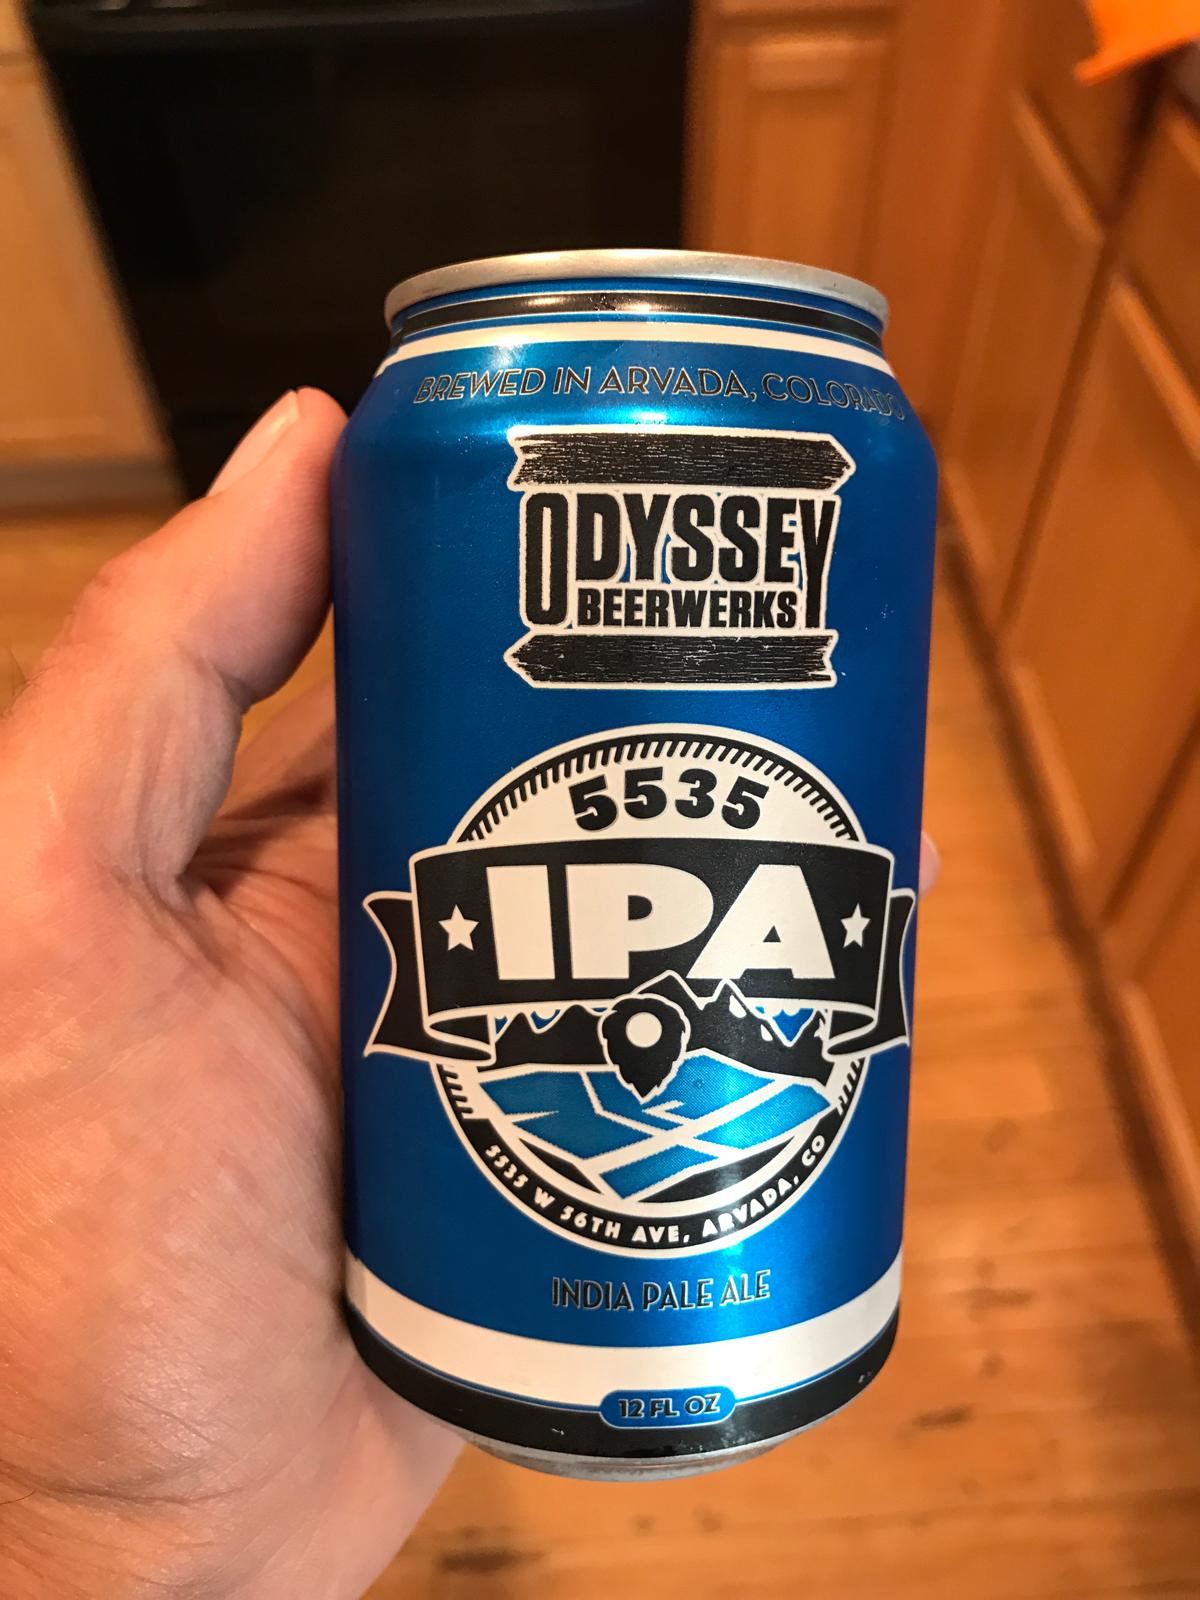 BREWED IN ARVADA, COLORADO
ODYSSEY
BEERWERKS
5535
IPA
5535 W 56TH AVE, ARVADA, CO
INDIA PALE ALE
12 FL OZ